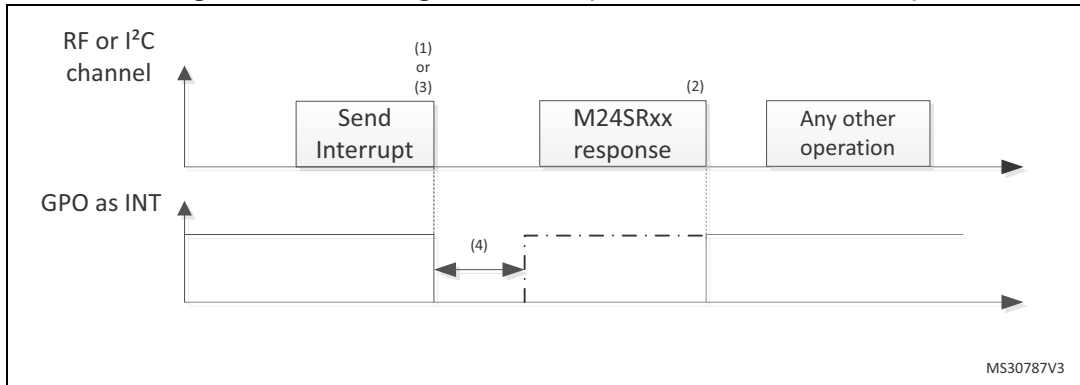 RF or I²C
channel
(1)
or
(3)
(2)
Send
Interrupt
M24SRxx
response
Any other
operation
GPO as INT
(4)
MS30787V3